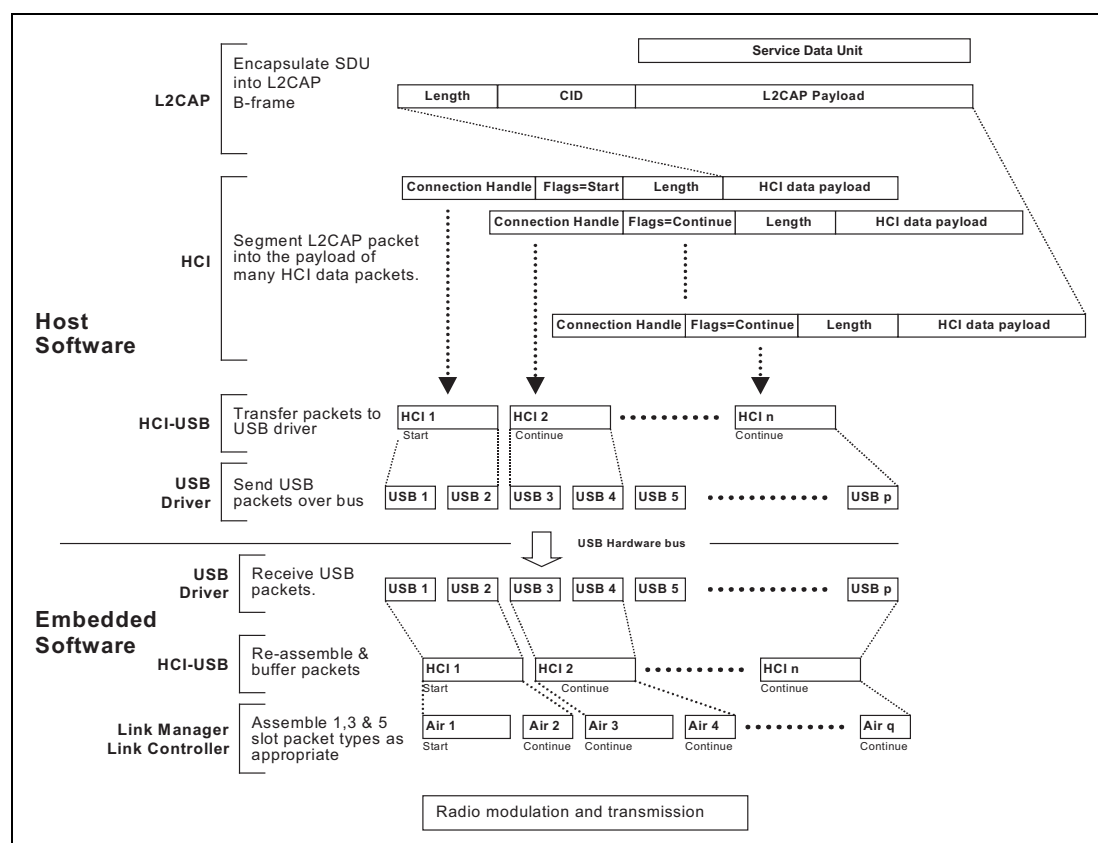 Service Data Unit
L2CAP
Encapsulate SDU
into L2CAP
B-frame
Length CID L2CAP Payload
Connection Handle Flags=Start Length HCI data payload
Connection Handle Flags=Continue Length HCI data payload
HCI
Segment L2CAP packet
into the payload of
many HCI data packets.
Host
Software
Connection Handle Flags=Continue Length HCI data payload
HCI-USB
Transfer packets to
USB driver
HCI 1 HCI 2 HCI n
Start Continue Continue
USB
Driver
Send USB
packets over bus
USB 1 USB 2 USB 3 USB 4 USB 5 USB p
USB Hardware bus
USB
Driver
Receive USB
packets.
USB 1 USB 2 USB 3 USB 4 USB 5 USB p
Embedded
Software
HCI-USB
Re-assemble &
buffer packets
HCI 1 HCI 2 HCI n
Start Continue Continue
Link Manager
Link Controller
Assemble 1,3 & 5
slot packet types as
appropriate
Air 1 Air 2 Air 3 Air 4 Air q
Start Continue Continue Continue Continue
Radio modulation and transmission